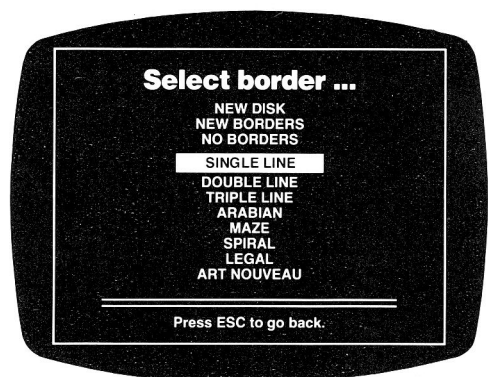 Select border ...
NEW DISK
NEW BORDERS
NO BORDERS
SINGLE LINE
DOUBLE LINE
TRIPLE LINE
ARABIAN
MAZE
SPIRAL
LEGAL
ART NOUVEAU
Press ESC to go back.